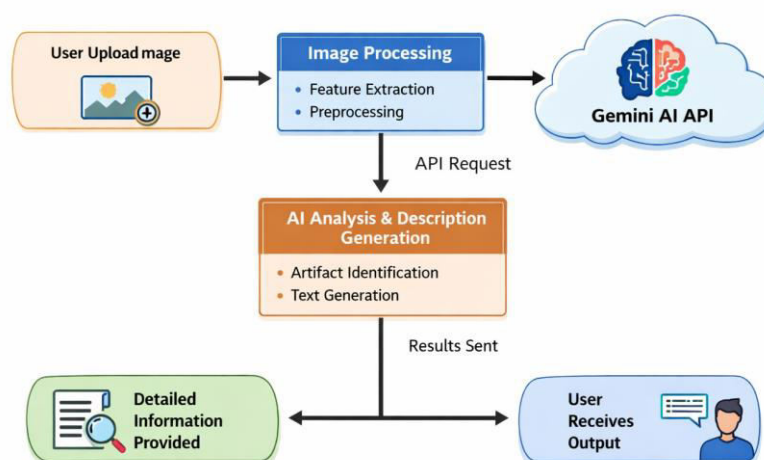 User Upload mage
Image Processing
• Feature Extraction
• Preprocessing
Gemini AI API
API Request
AI Analysis & Description
Generation
• Artifact Identification
• Text Generation
Results Sent
Detailed
Information
Provided
User
Receives
Output